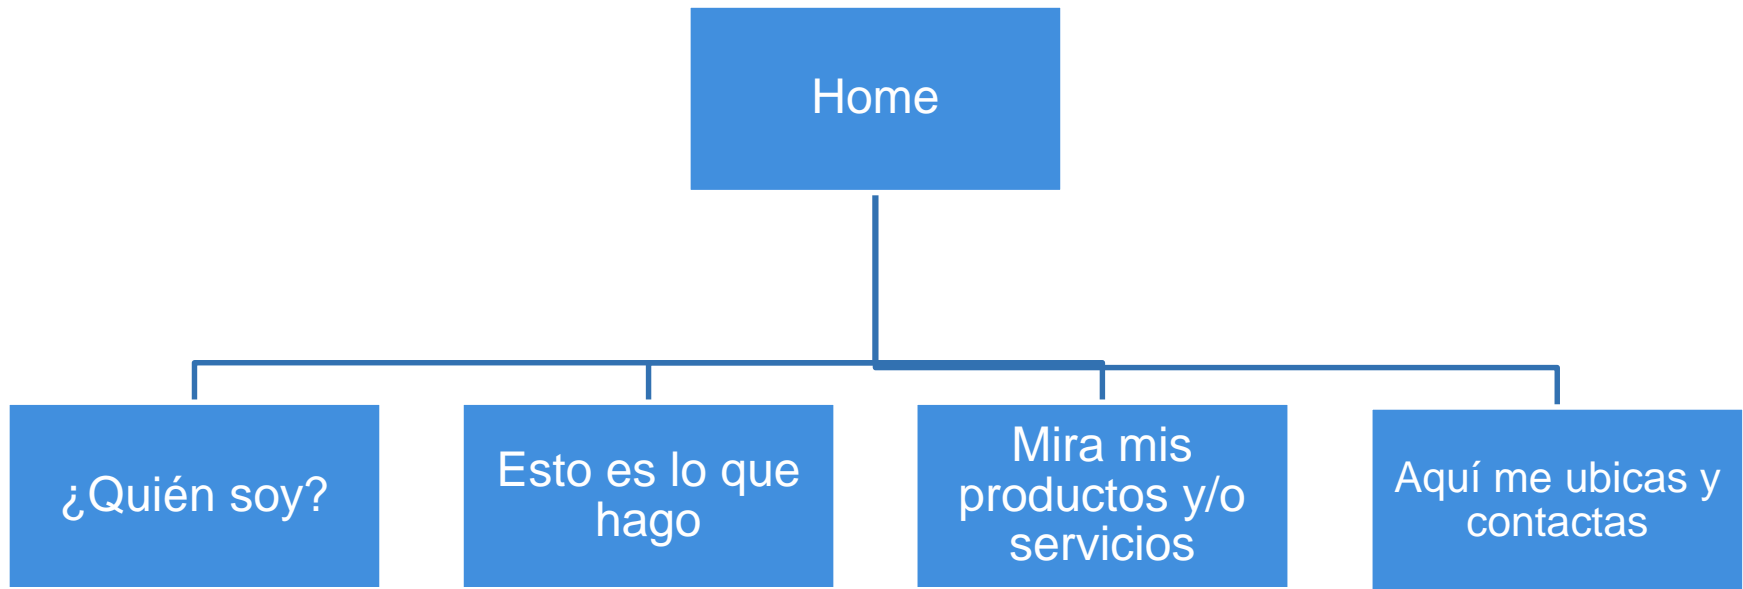 Home
¿Quién soy?
Esto es lo que
hago
Mira mis
productos y/o
servicios
Aquí me ubicas y
contactas